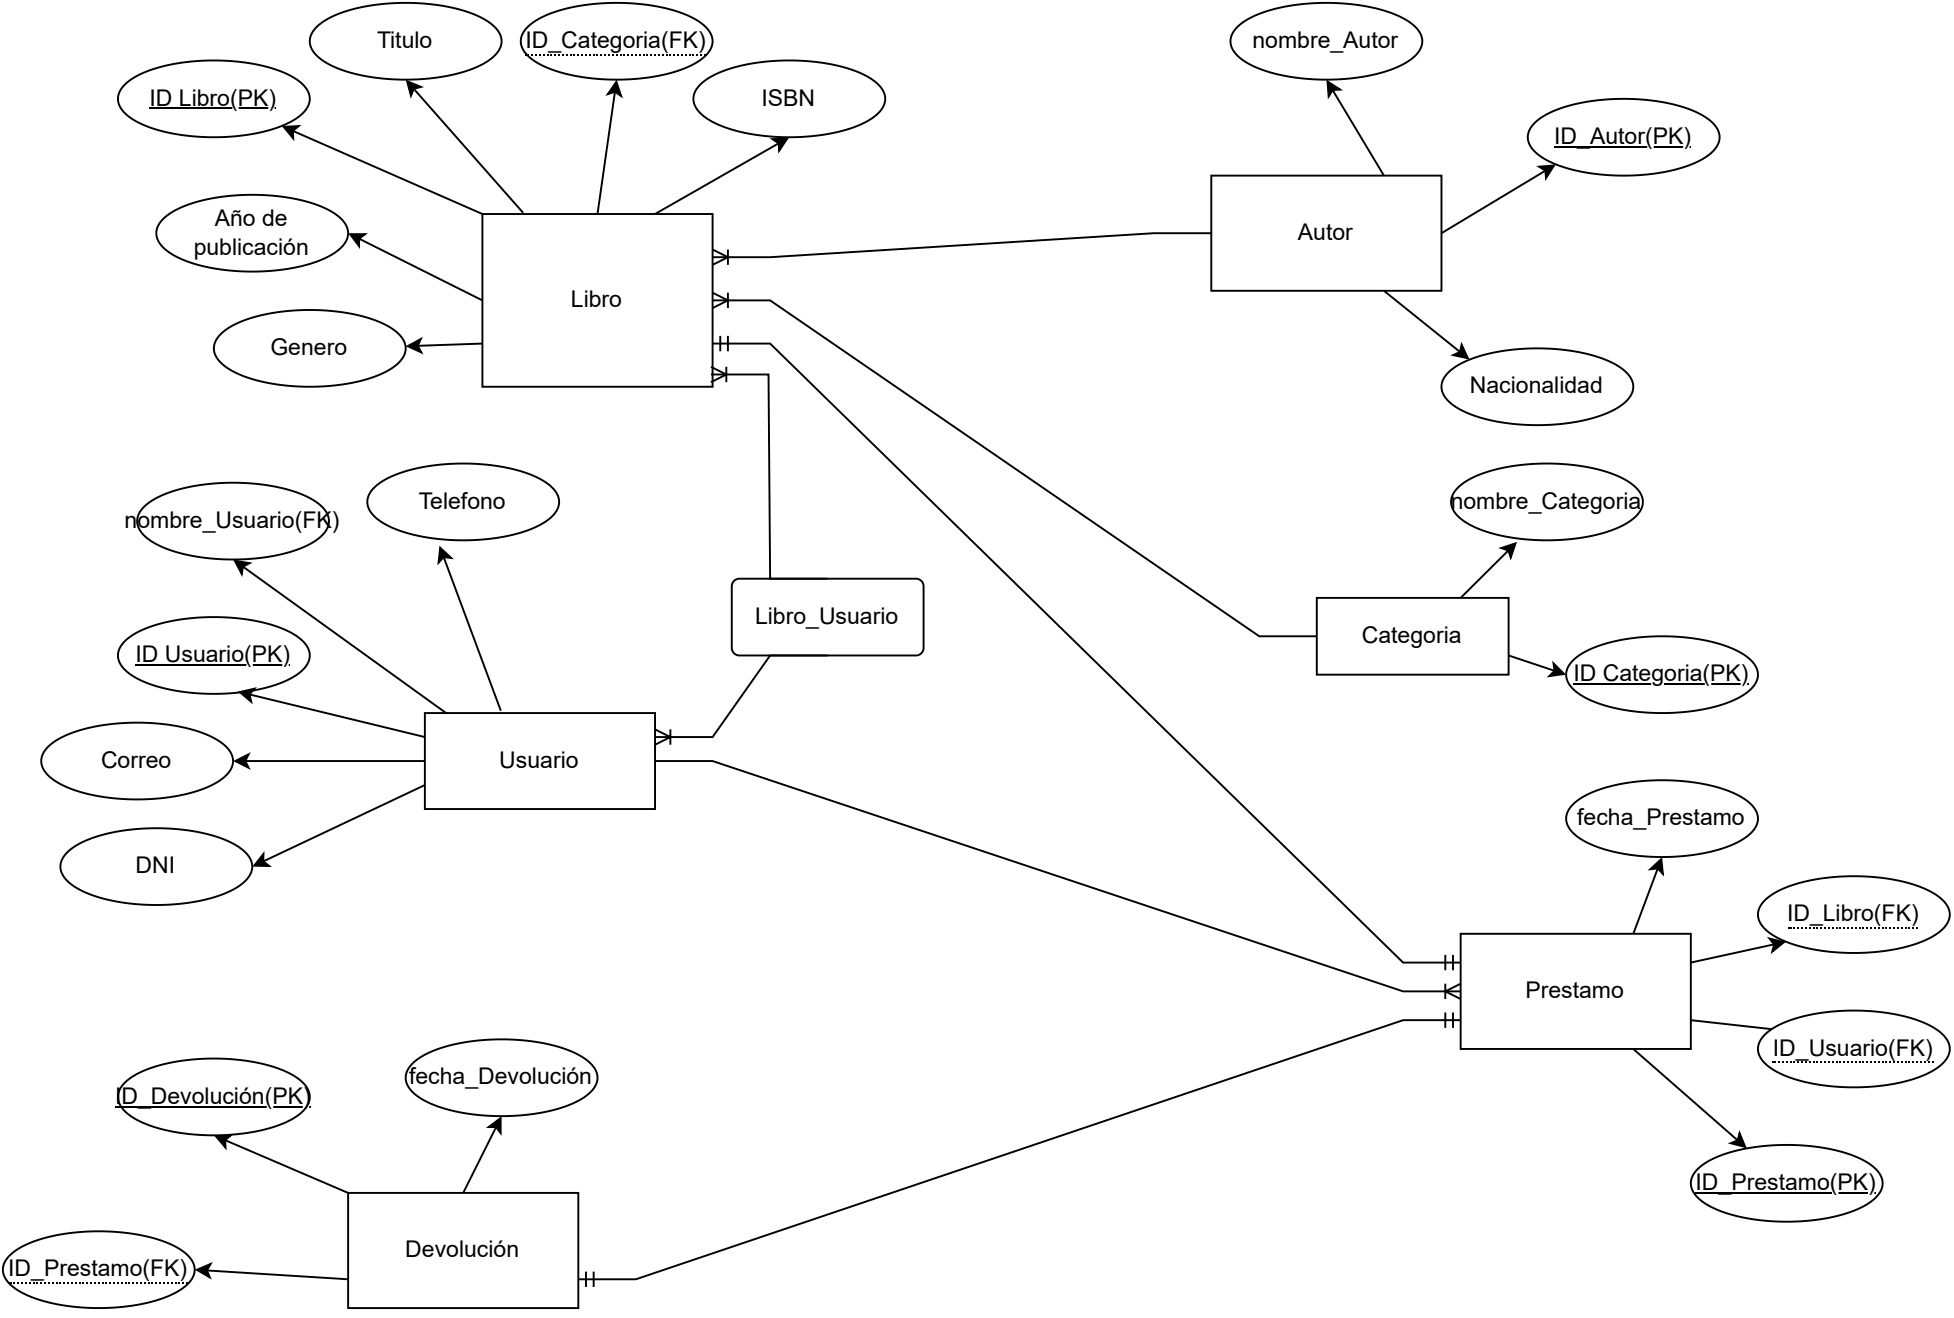 Titulo
ID_Categoria(FK)
nombre_Autor
ID Libro(PK)
ISBN
ID_Autor(PK)
Año de
publicación
Autor
Libro
Genero
Nacionalidad
nombre_Usuario(FK)
Telefono
nombre_Categoria
Libro_Usuario
Categoria
ID Usuario(PK)
ID Categoria(PK)
Correo
Usuario
fecha_Prestamo
DNI
ID_Libro(FK)
Prestamo
ID_Usuario(FK)
fecha_Devolución
ID_Devolución(PK)
ID_Prestamo(PK)
Devolución
ID_Prestamo(FK)